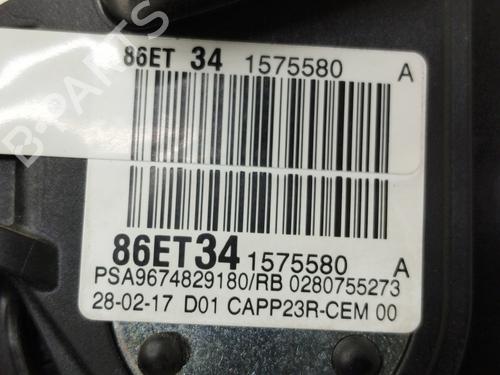 86ET 34 1575580 A
86ET34 1575580 A
PSA9674829180/RB 0280755273
28-02-17 D01 CAPP23R-CEM 00
B-PARTS